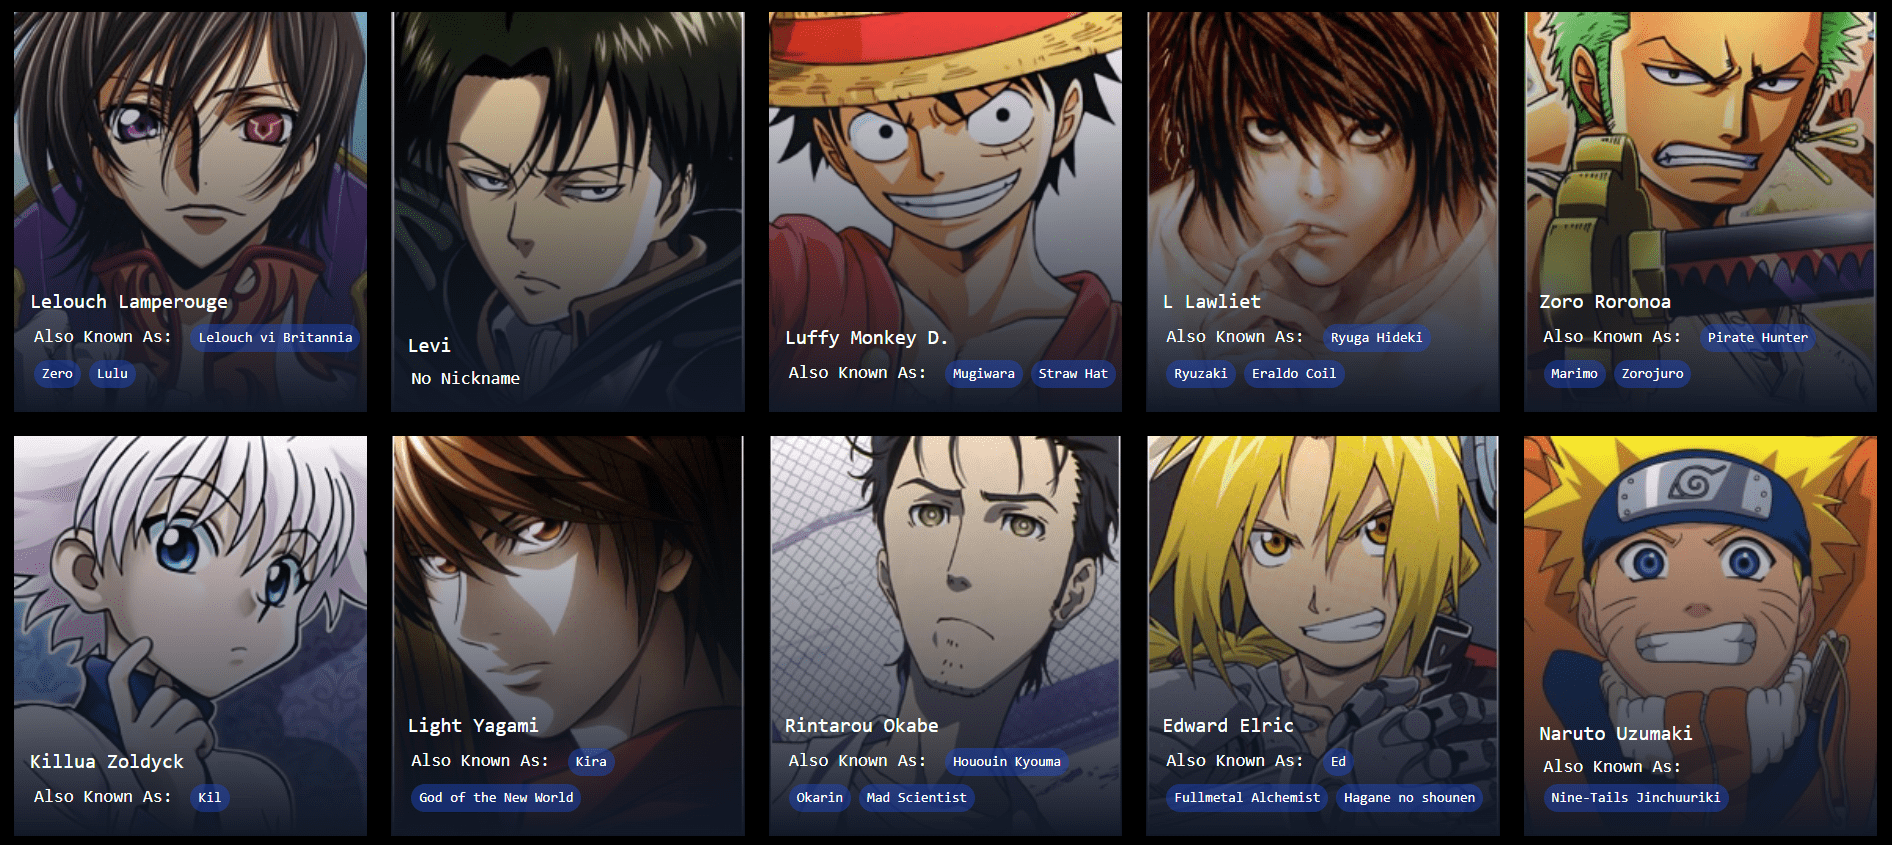 Lelouch Lamperouge
Also Known As: Lelouch vi Britannia
Zero Lulu
Levi
No Nickname
Luffy Monkey D.
Also Known As: Mugiwara Straw Hat
L Lawliet
Also Known As: Ryuga Hideki
Ryuzaki Eraldo Coil
Zoro Roronoa
Also Known As: Pirate Hunter
Marimo Zorojuro
Killua Zoldyck
Also Known As: Kil
Light Yagami
Also Known As: Kira
God of the New World
Rintarou Okabe
Also Known As: Hououin Kyouma
Okarin Mad Scientist
Edward Elric
Also Known As: Ed
Fullmetal Alchemist Hagane no shounen
Naruto Uzumaki
Also Known As:
Nine-Tails Jinchuuriki